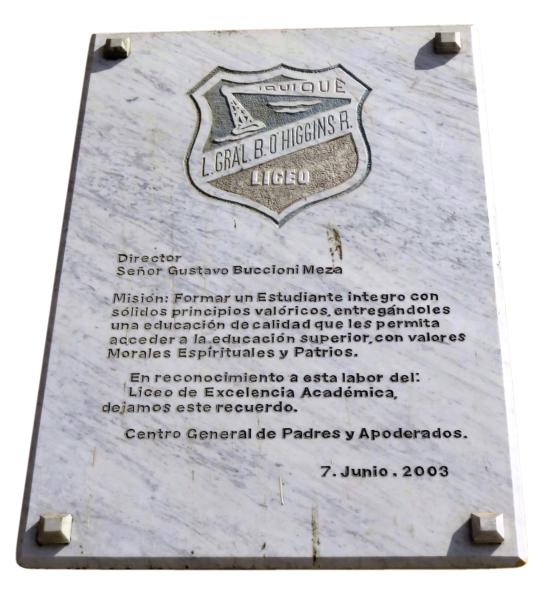 IQUIQUE
L. GRAL. B. O'HIGGINS R.
LICEO
Director
Señor Gustavo Buccioni Meza
Misión: Formar un Estudiante integro con
sólidos principios valóricos, entregándoles
una educación de calidad que les permita
acceder a la educación superior, con valores
Morales Espírituales y Patrios.
En reconocimiento a esta labor del:
Liceo de Excelencia Académica,
dejamos este recuerdo.
Centro General de Padres y Apoderados.
7. Junio . 2003